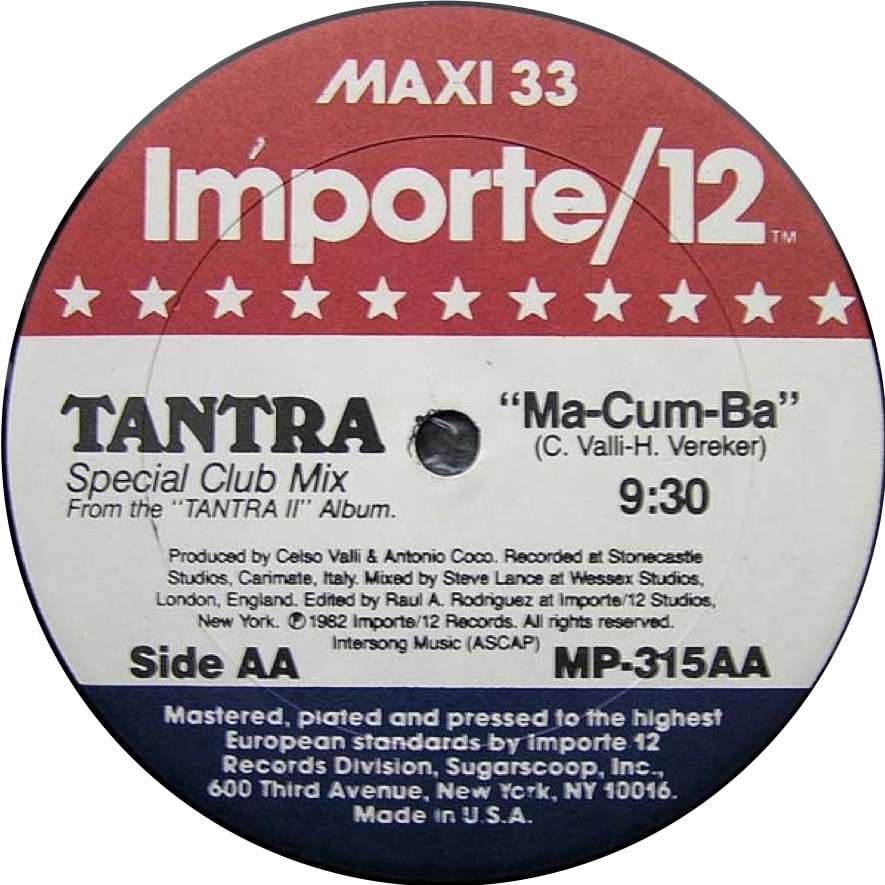 MAXI 33
Importe/12 ™
TANTRA
Special Club Mix
From the "TANTRA II" Album.
"Ma-Cum-Ba"
(C. Valli-H. Vereker)
9:30
Produced by Celso Valli & Antonio Coco. Recorded at Stonecastle
Studios, Carimate, Italy. Mixed by Steve Lance at Wessex Studios,
London, England. Edited by Raul A. Rodriguez at Importe/12 Studios,
New York. ℗1982 Importe/12 Records. All rights reserved.
Intersong Music (ASCAP)
Side AA
MP-315AA
Mastered, plated and pressed to the highest
European standards by Importe 12
Records Division, Sugarscoop, Inc.,
600 Third Avenue, New York, NY 10016.
Made in U.S.A.